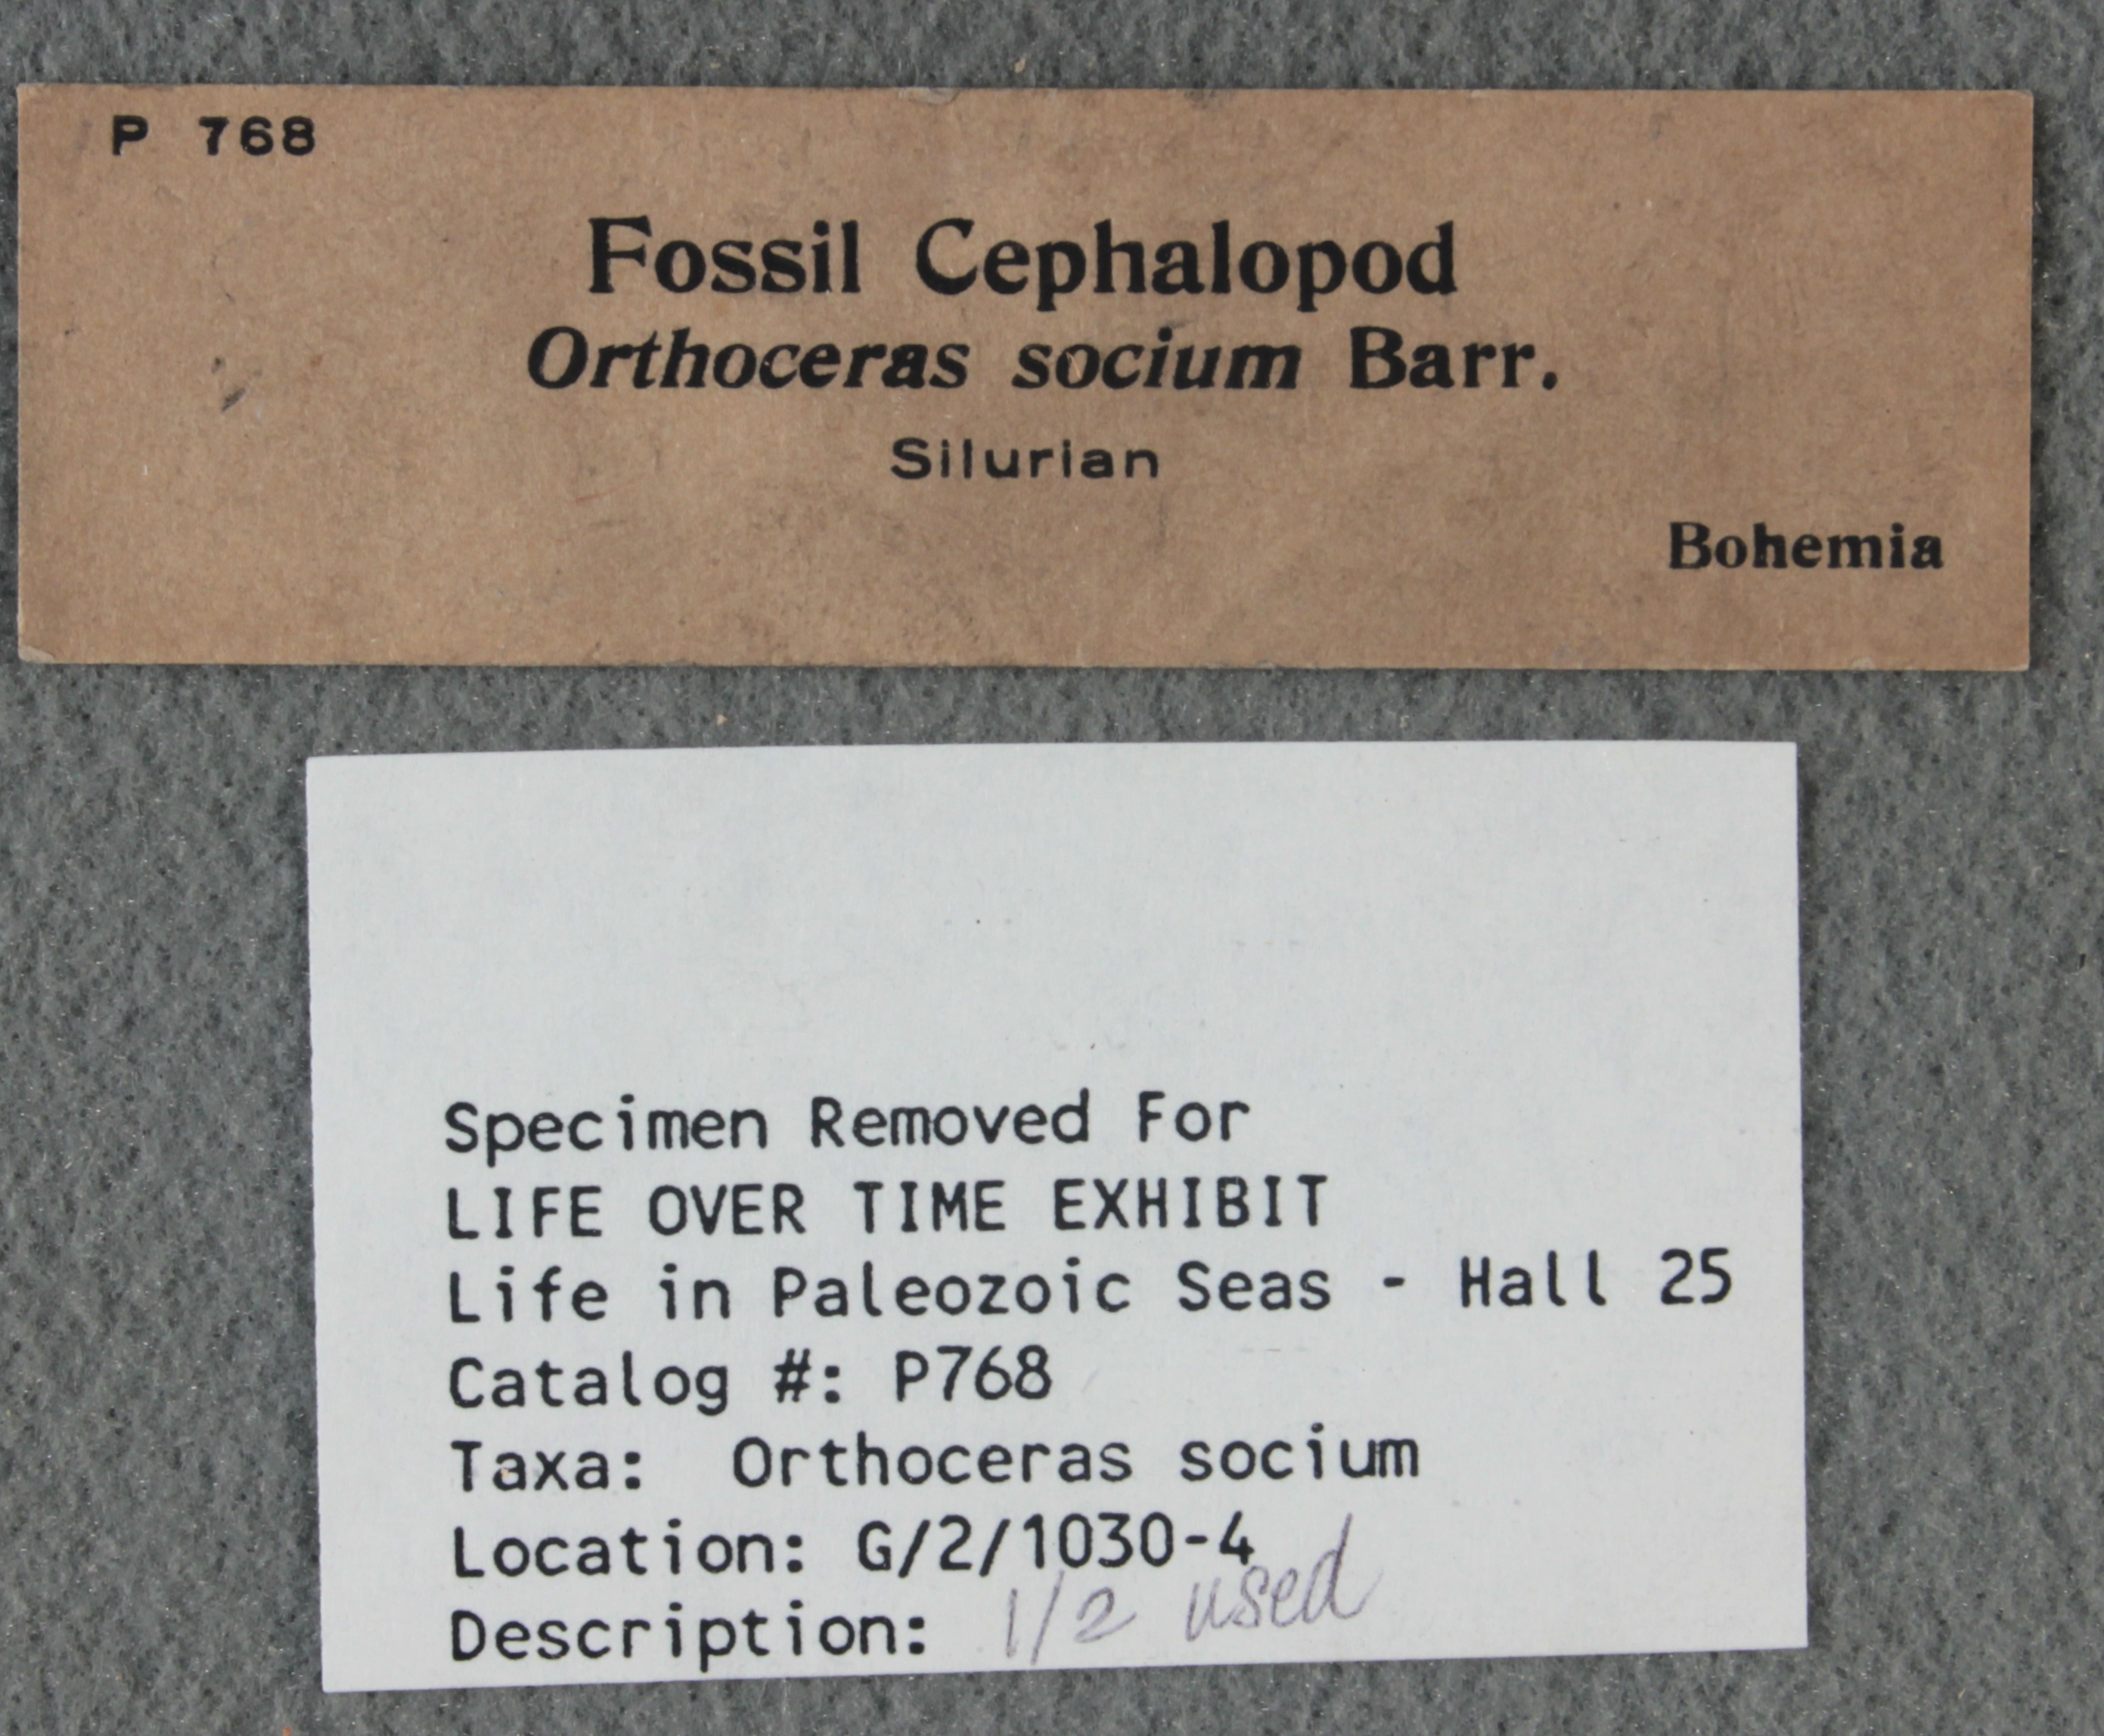 P 768
Fossil Cephalopod
Orthoceras socium Barr.
Silurian
Bohemia
Specimen Removed For
LIFE OVER TIME EXHIBIT
Life in Paleozoic Seas - Hall 25
Catalog #: P768
Taxa: Orthoceras socium
Location: G/2/1030-4
Description: 1/2 used